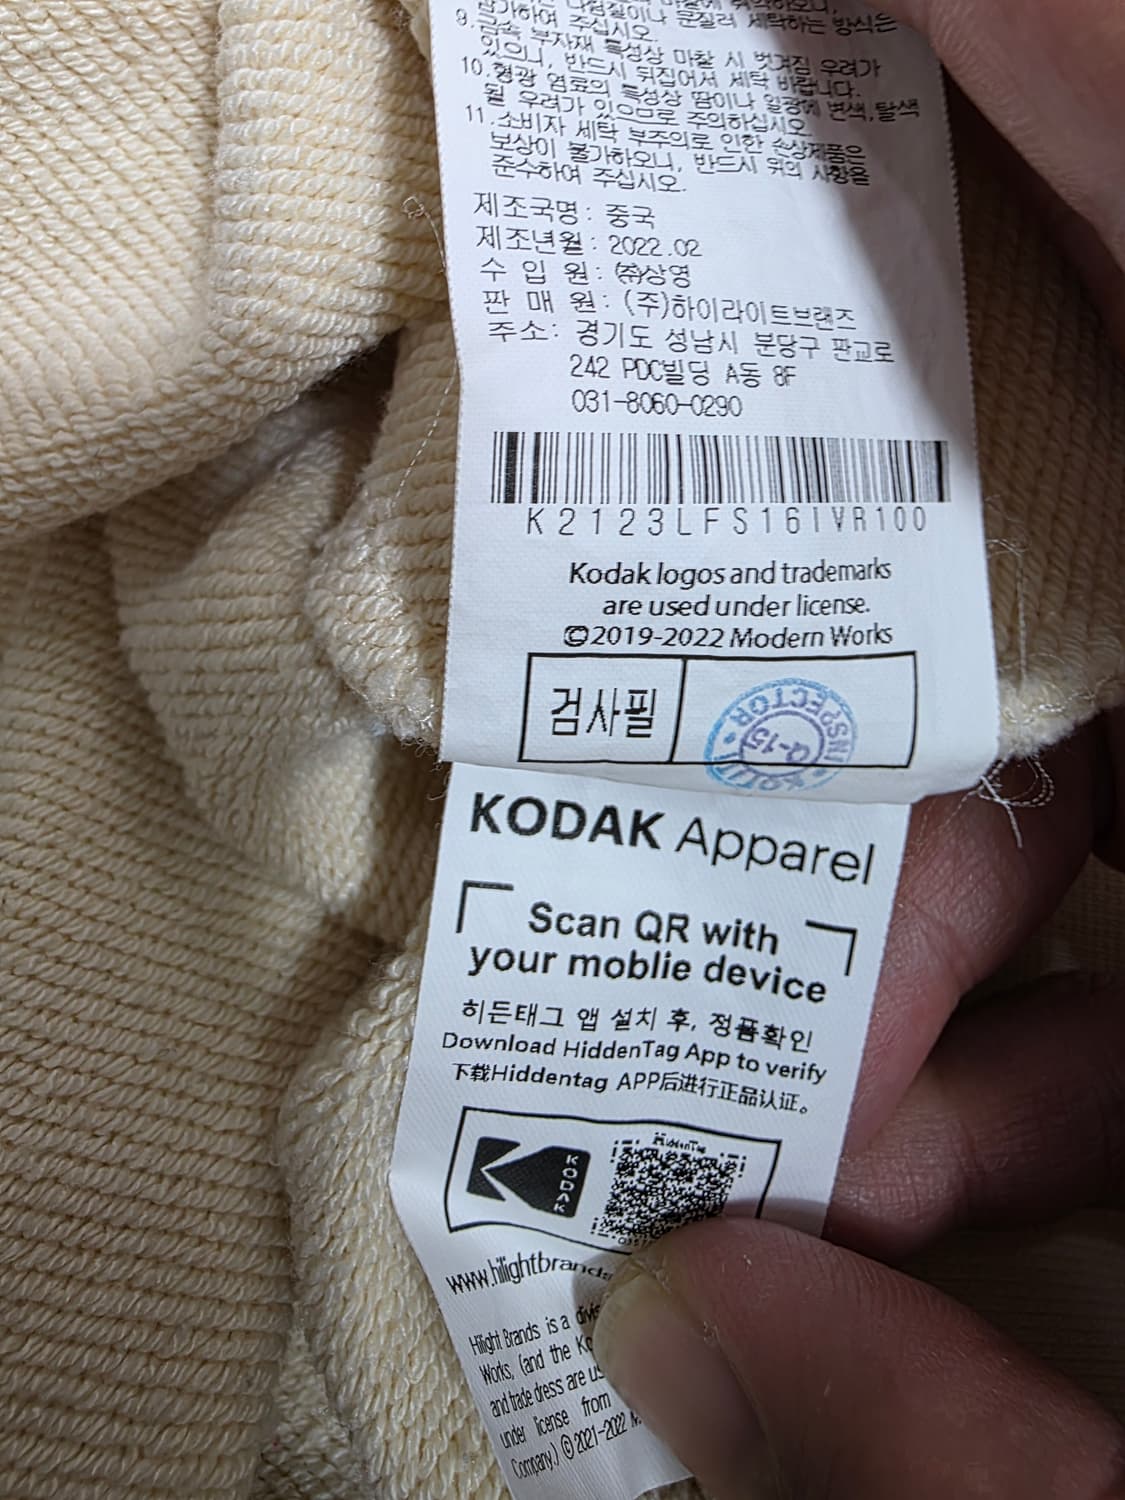 9.금속 부자재 특성상 마찰 시 벗겨짐 우려가
있으니, 반드시 뒤집어서 세탁 바랍니다.
10.형광 염료의 특성상 땀이나 일광에 변색,탈색
될 우려가 있으므로 주의하십시오.
11.소비자 세탁 부주의로 인한 손상제품은
보상이 불가하오니, 반드시 위의 사항을
준수하여 주십시오.
제조국명 : 중국
제조년월 : 2022.02
수 입 원 : ㈜상영
판 매 원 : (주)하이라이트브랜즈
주소: 경기도 성남시 분당구 판교로
242 PDC빌딩 A동 8F
031-8060-0290
K2123LFS16IVR100
Kodak logos and trademarks
are used under license.
©2019-2022 Modern Works
검사필
INSPECTOR
Q-15
KODAK Apparel
Scan QR with
your moblie device
히든태그 앱 설치 후, 정품확인
Download HiddenTag App to verify
下载Hiddentag APP后进行正品认证。
KODAK
HiddenTag
www.hilightbrands
Hilight Brands is a
Works, (and the
and trade dress are
under license from
Company.) ©2021-2022